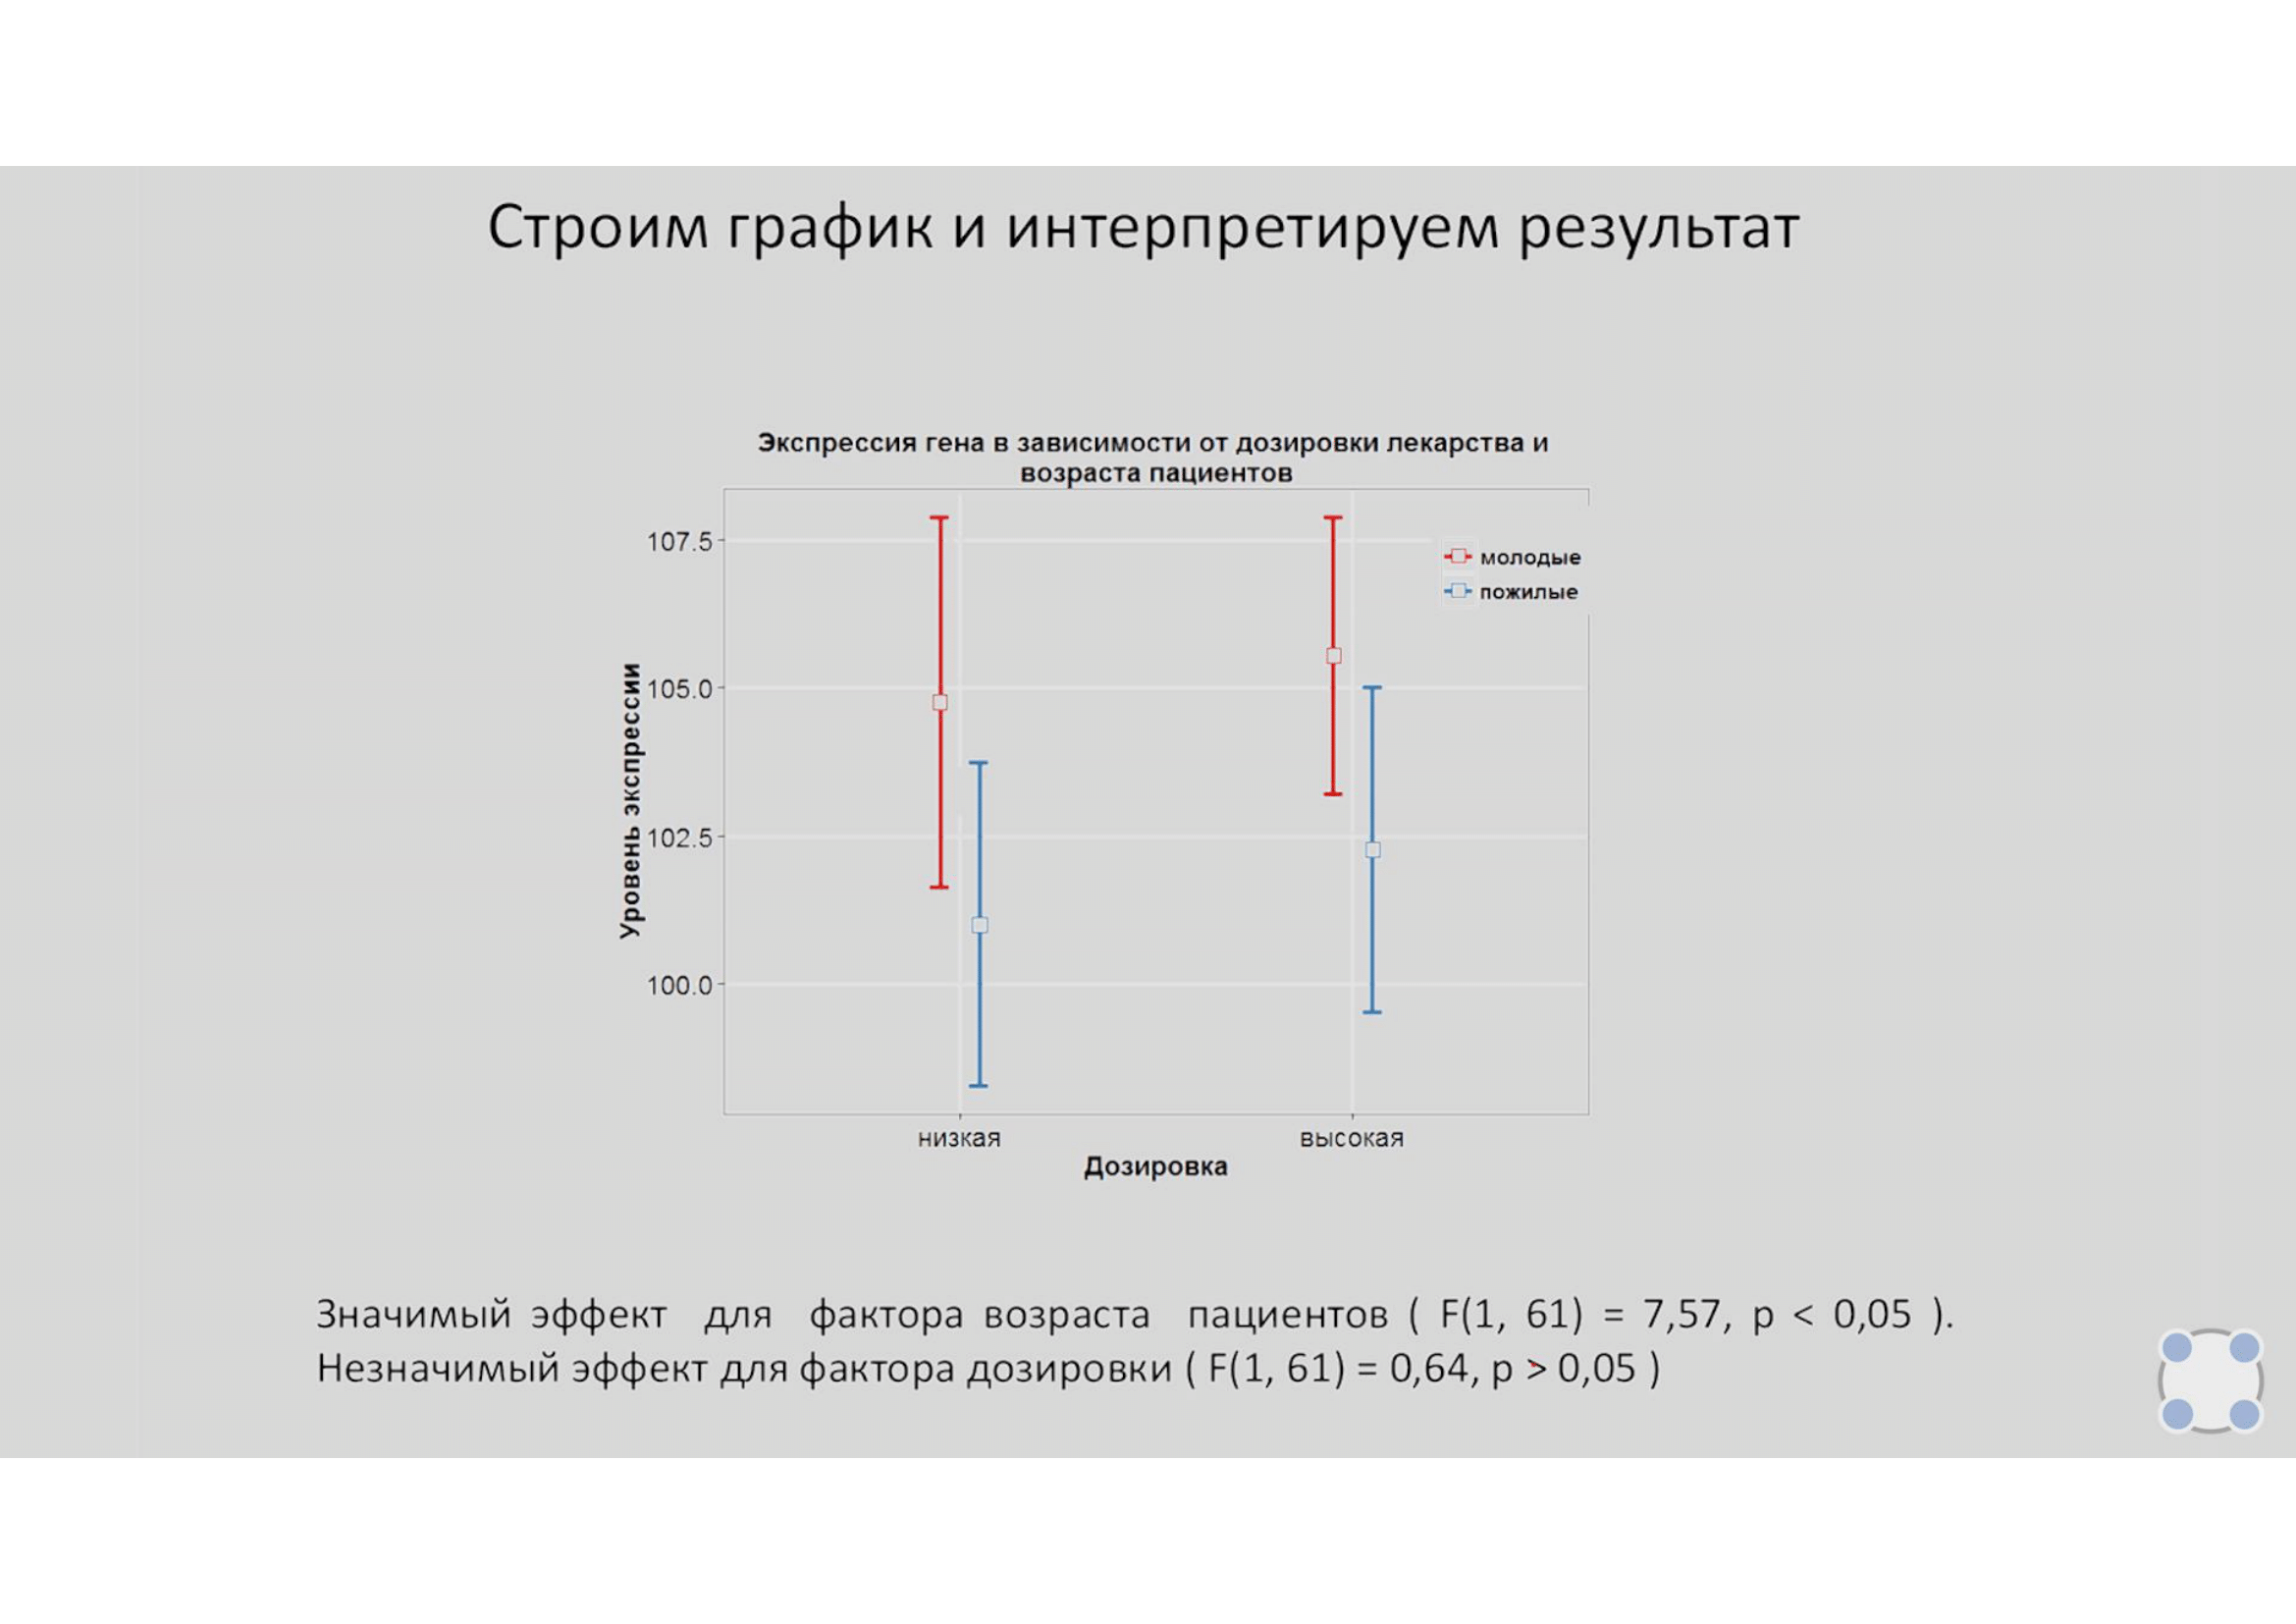 Строим график и интерпретируем результат
Экспрессия гена в зависимости от дозировки лекарства и
возраста пациентов
107.5
105.0
102.5
100.0
Уровень экспрессии
молодые
пожилые
низкая
высокая
Дозировка
Значимый эффект для фактора возраста пациентов ( F(1, 61) = 7,57, p < 0,05 ).
Незначимый эффект для фактора дозировки ( F(1, 61) = 0,64, p > 0,05 )